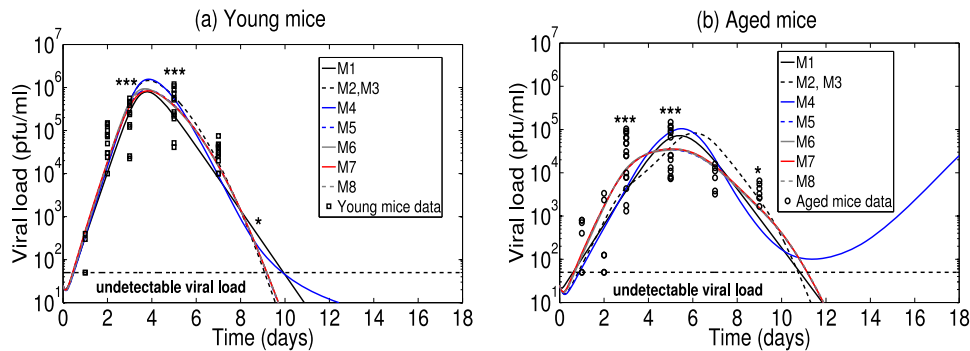 (a) Young mice
Viral load (pfu/ml)
10^7
10^6
10^5
10^4
10^3
10^2
10^1
***
***
*
M1
M2,M3
M4
M5
M6
M7
M8
Young mice data
undetectable viral load
0 2 4 6 8 10 12 14 16 18
Time (days)
(b) Aged mice
Viral load (pfu/ml)
10^7
10^6
10^5
10^4
10^3
10^2
10^1
***
***
*
M1
M2, M3
M4
M5
M6
M7
M8
Aged mice data
undetectable viral load
0 2 4 6 8 10 12 14 16 18
Time (days)